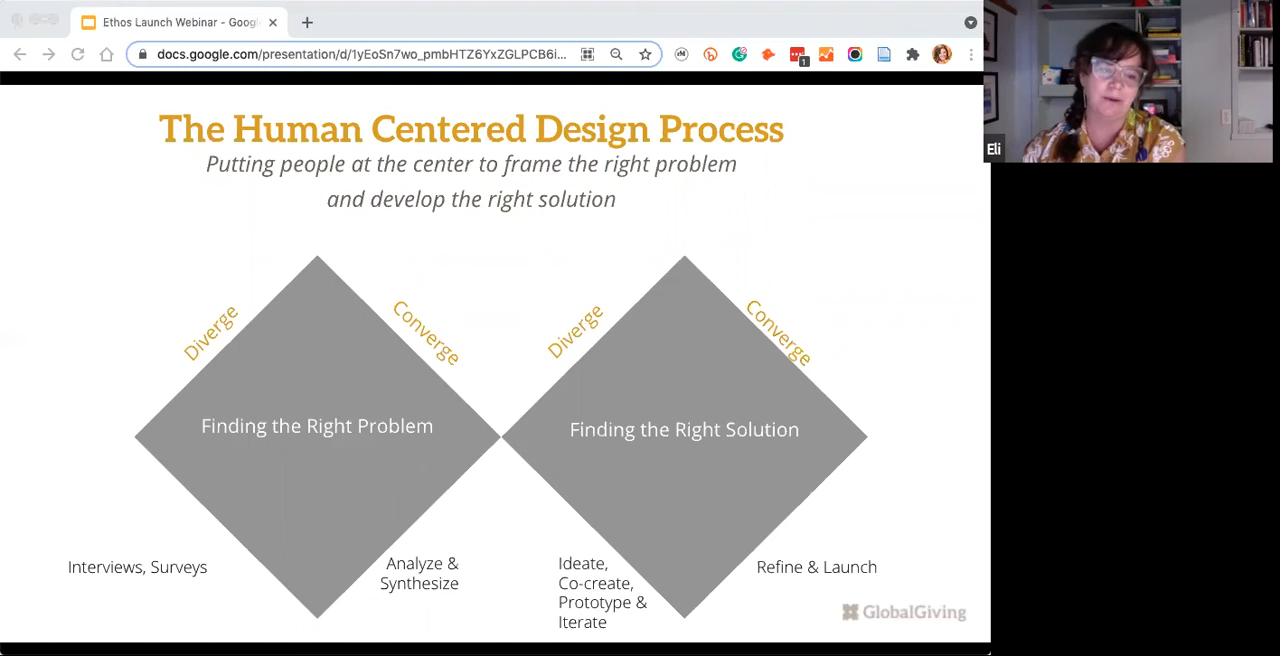 Ethos Launch Webinar - Goog
docs.google.com/presentation/d/1yEoSn7wo_pmbHTZ6YxZGLPCB6i...
1
Eli
The Human Centered Design Process
Putting people at the center to frame the right problem
and develop the right solution
Diverge
Converge
Diverge
Converge
Finding the Right Problem
Finding the Right Solution
Interviews, Surveys
Analyze &
Synthesize
Ideate,
Co-create,
Prototype &
Iterate
Refine & Launch
GlobalGiving